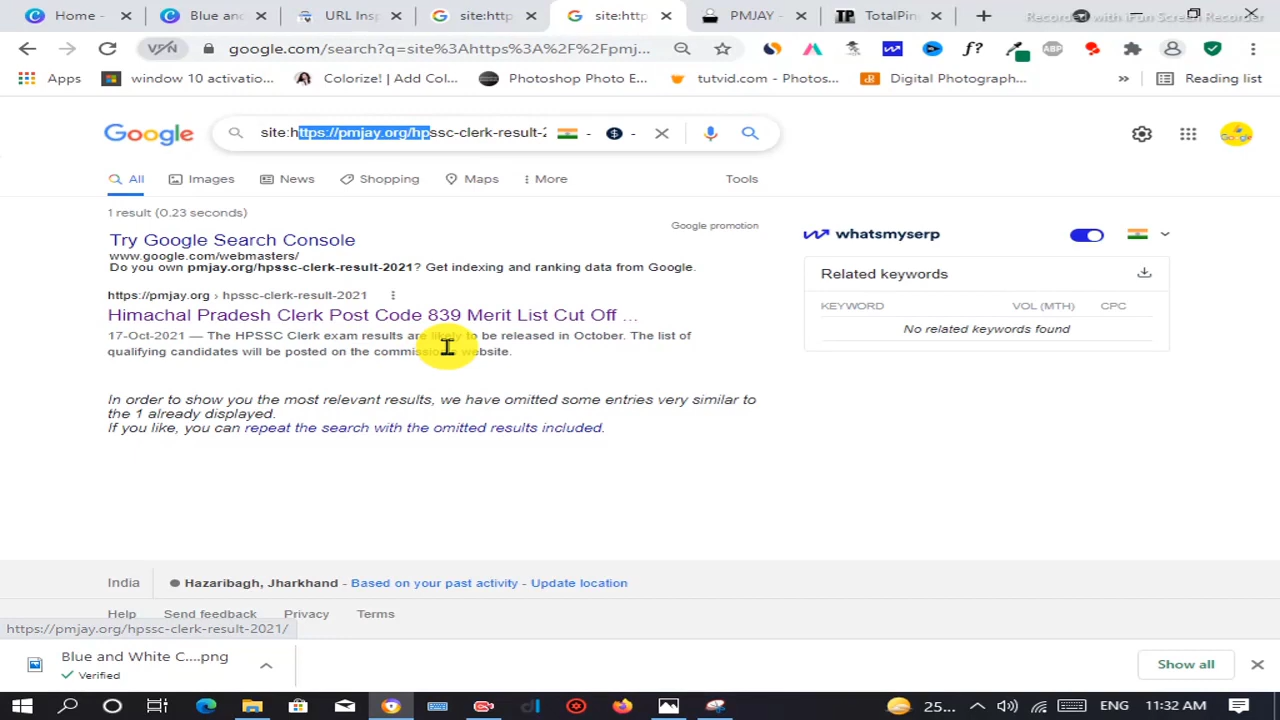 Home -
Blue and
URL Insp
site:http
site:http
PMJAY -
TotalPin
Recorded with iFun Screen Recorder
VPN
google.com/search?q=site%3Ahttps%3A%2F%2Fpmj...
ABP
f?
Apps
window 10 activatio...
Colorize! | Add Col...
Photoshop Photo E...
tutvid.com - Photos...
Digital Photograph...
»
Reading list
Google
site:https://pmjay.org/hpssc-clerk-result-2
All
Images
News
Shopping
Maps
More
Tools
1 result (0.23 seconds)
Google promotion
Try Google Search Console
www.google.com/webmasters/
Do you own pmjay.org/hpssc-clerk-result-2021? Get indexing and ranking data from Google.
https://pmjay.org › hpssc-clerk-result-2021
Himachal Pradesh Clerk Post Code 839 Merit List Cut Off ...
17-Oct-2021 — The HPSSC Clerk exam results are likely to be released in October. The list of
qualifying candidates will be posted on the commission's website.
In order to show you the most relevant results, we have omitted some entries very similar to
the 1 already displayed.
If you like, you can repeat the search with the omitted results included.
whatsmyserp
Related keywords
KEYWORD VOL (MTH) CPC
No related keywords found
India
Hazaribagh, Jharkhand - Based on your past activity - Update location
Help Send feedback Privacy Terms
https://pmjay.org/hpssc-clerk-result-2021/
Blue and White C....png
Verified
Show all
25...
ENG
11:32 AM